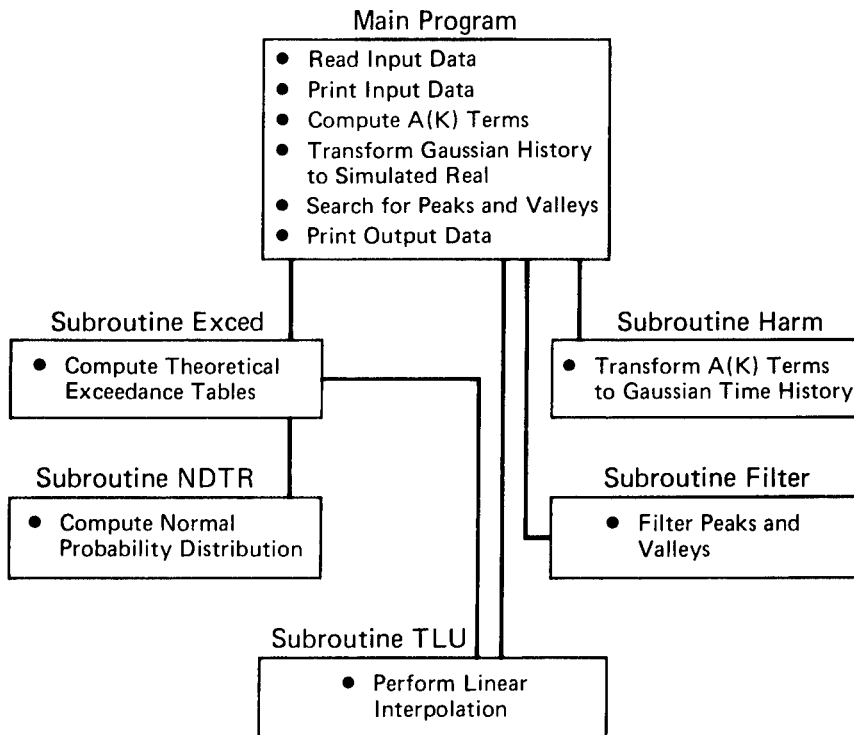 Main Program
● Read Input Data
● Print Input Data
● Compute A(K) Terms
● Transform Gaussian History
to Simulated Real
● Search for Peaks and Valleys
● Print Output Data
Subroutine Exced
● Compute Theoretical
Exceedance Tables
Subroutine Harm
● Transform A(K) Terms
to Gaussian Time History
Subroutine NDTR
● Compute Normal
Probability Distribution
Subroutine Filter
● Filter Peaks and
Valleys
Subroutine TLU
● Perform Linear
Interpolation